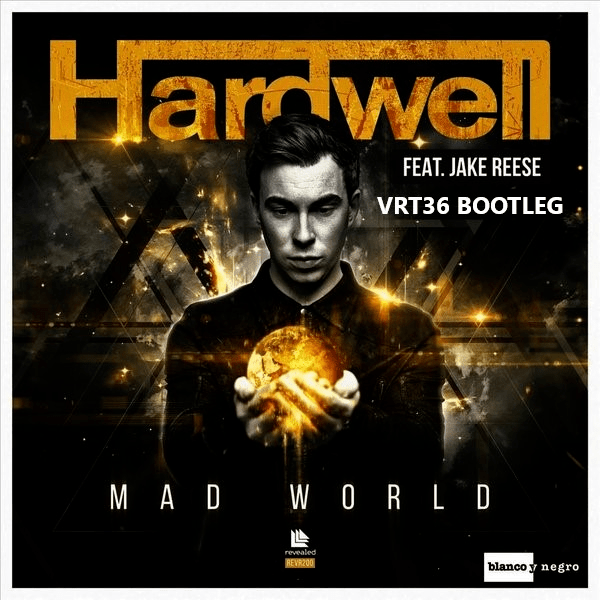 Hardwell
FEAT. JAKE REESE
VRT36 BOOTLEG
MAD WORLD
revealed
REVR200
blanco y negro